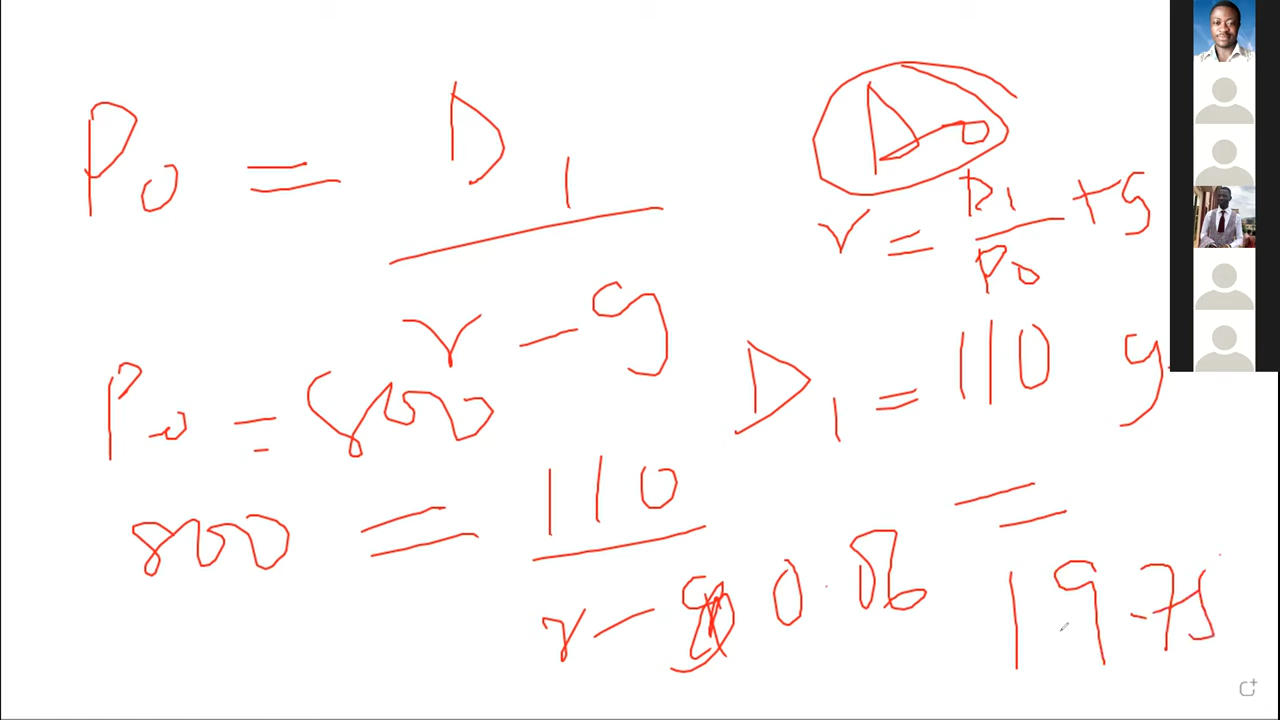 P0 = D1
r - g
D0
r = D1
P0 + g
P0 = 800
D1 = 110 g
800 = 110
r - 0.06
=
19.75